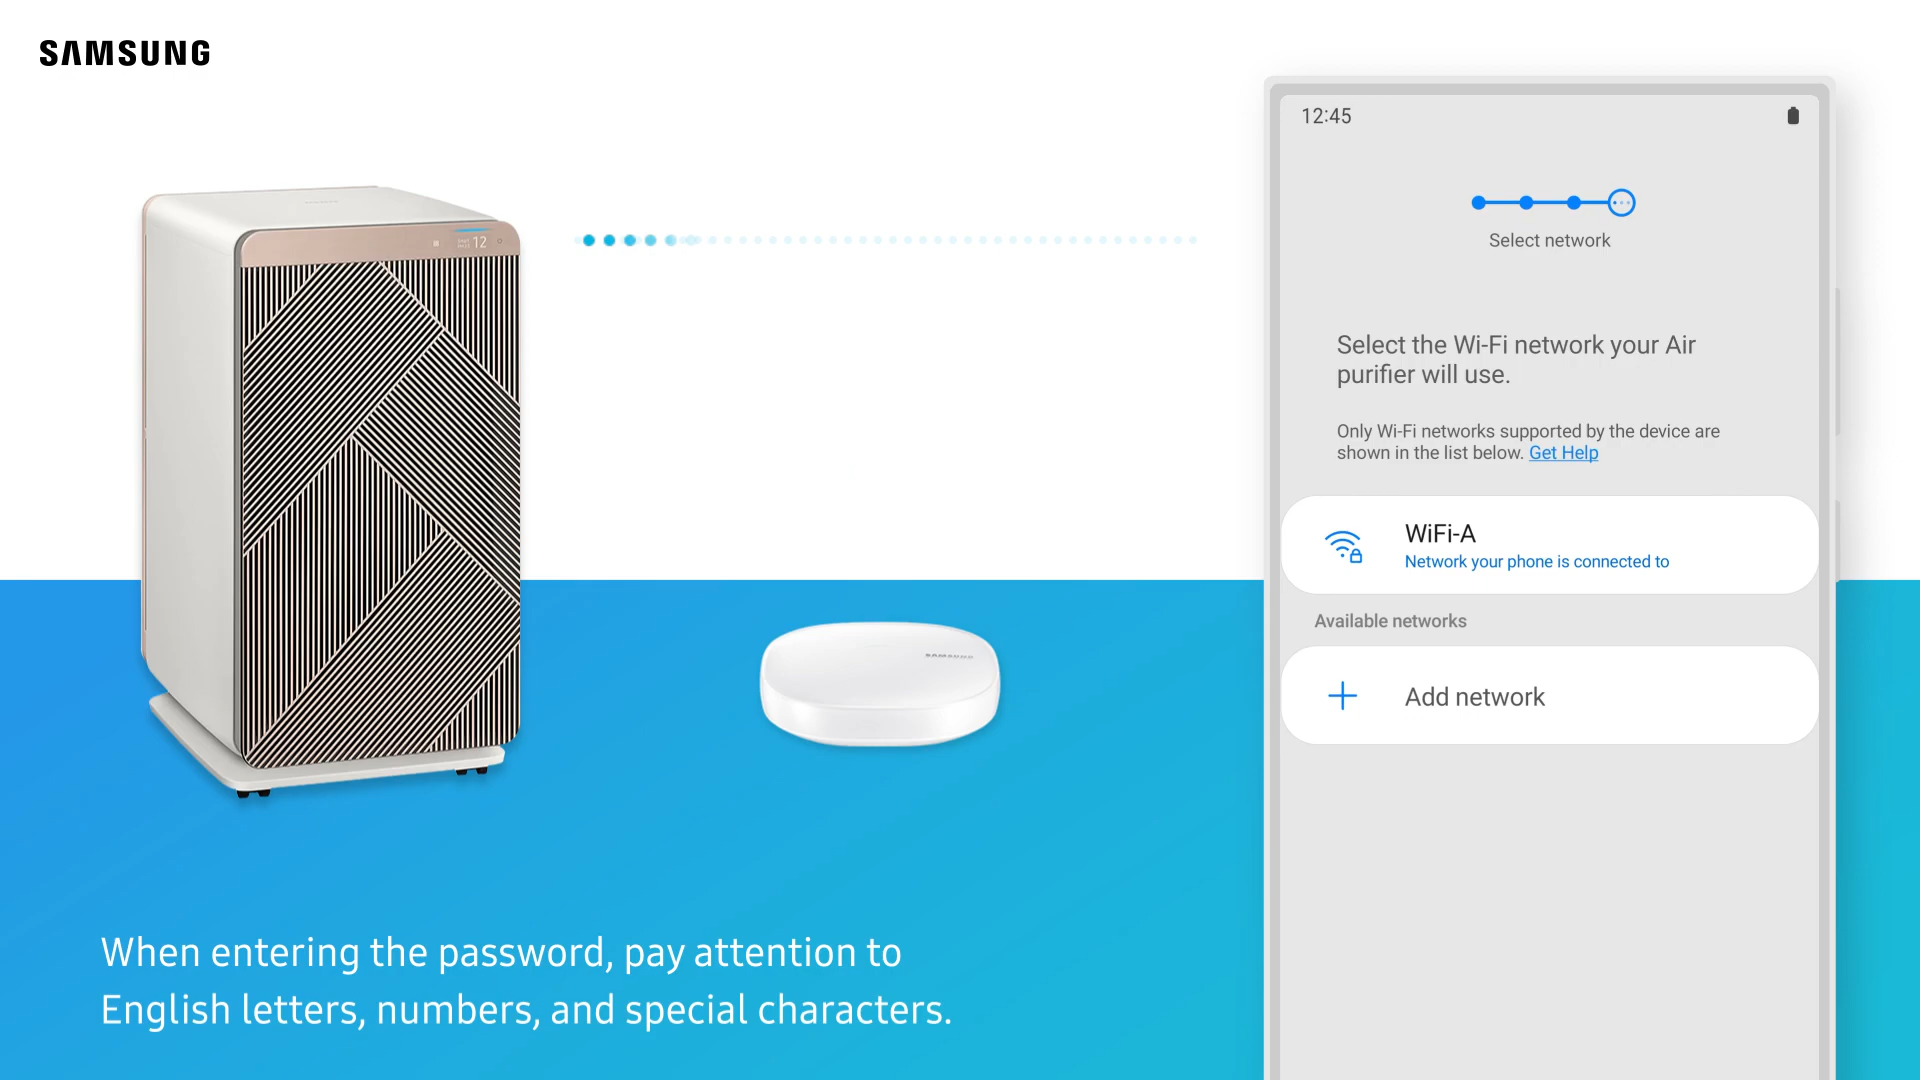 SAMSUNG
12
SAMSUNG
When entering the password, pay attention to
English letters, numbers, and special characters.
12:45
Select network
Select the Wi-Fi network your Air
purifier will use.
Only Wi-Fi networks supported by the device are
shown in the list below. Get Help
WiFi-A
Network your phone is connected to
Available networks
Add network